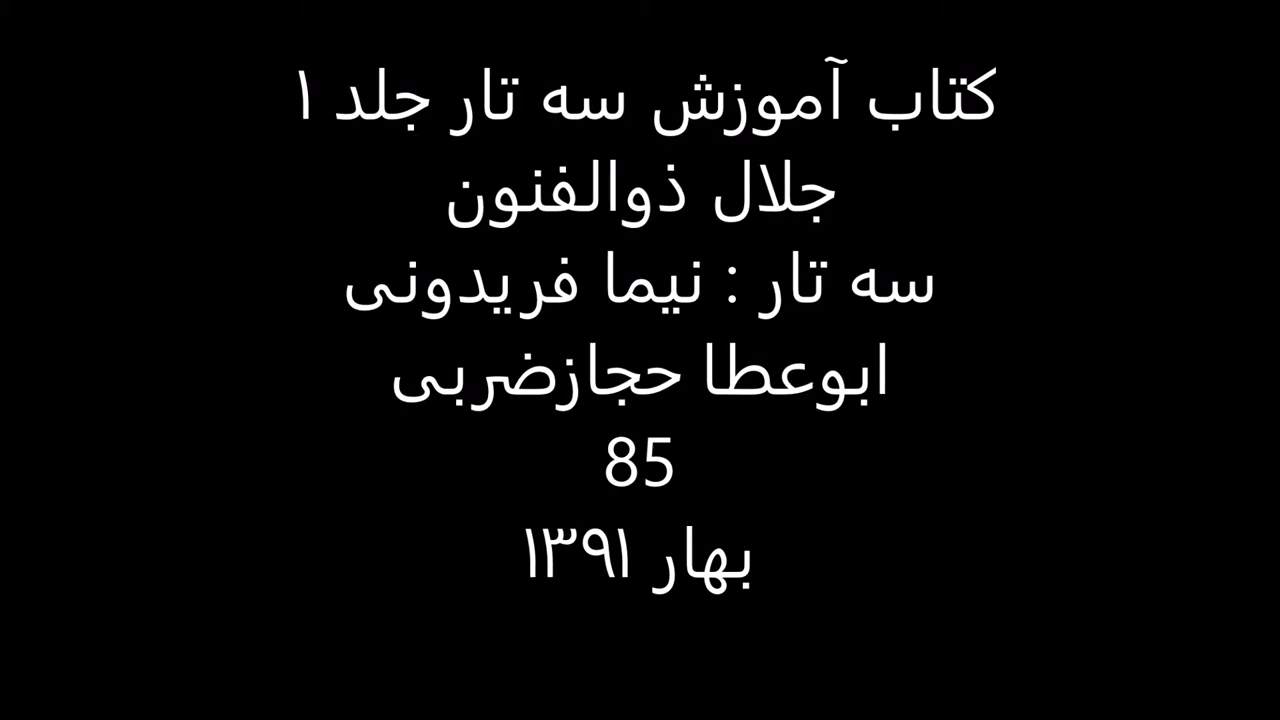 کتاب آموزش سه تار جلد ۱
جلال ذوالفنون
سه تار : نیما فریدونی
ابوعطا حجازضربی
85
بهار ۱۳۹۱